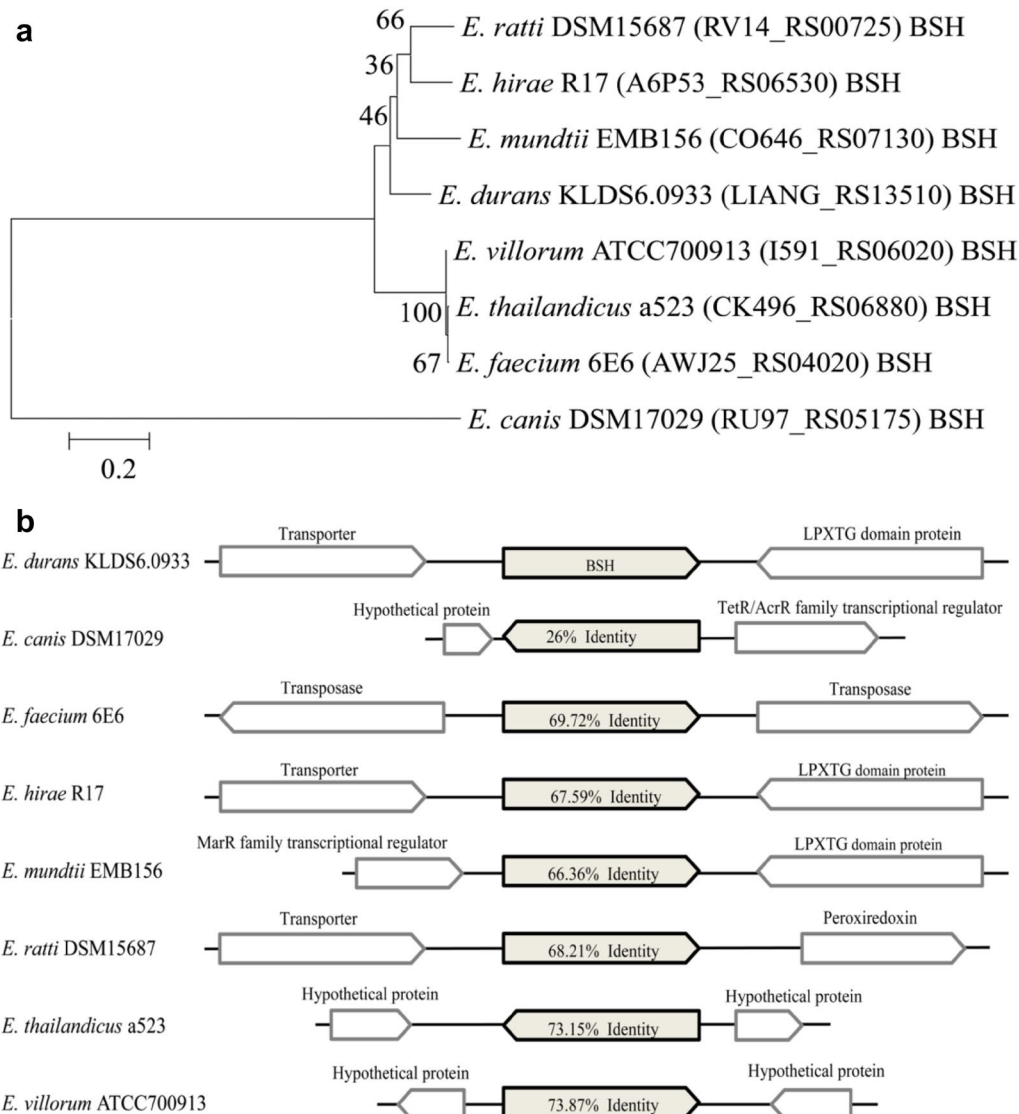 a
66
E. ratti DSM15687 (RV14_RS00725) BSH
36
E. hirae R17 (A6P53_RS06530) BSH
46
E. mundtii EMB156 (CO646_RS07130) BSH
E. durans KLDS6.0933 (LIANG_RS13510) BSH
E. villorum ATCC700913 (I591_RS06020) BSH
100
E. thailandicus a523 (CK496_RS06880) BSH
67
E. faecium 6E6 (AWJ25_RS04020) BSH
E. canis DSM17029 (RU97_RS05175) BSH
0.2
b
Transporter
LPXTG domain protein
E. durans KLDS6.0933
BSH
Hypothetical protein
TetR/AcrR family transcriptional regulator
E. canis DSM17029
26% Identity
Transposase
Transposase
E. faecium 6E6
69.72% Identity
Transporter
LPXTG domain protein
E. hirae R17
67.59% Identity
MarR family transcriptional regulator
LPXTG domain protein
E. mundtii EMB156
66.36% Identity
Transporter
Peroxiredoxin
E. ratti DSM15687
68.21% Identity
Hypothetical protein
Hypothetical protein
E. thailandicus a523
73.15% Identity
Hypothetical protein
Hypothetical protein
E. villorum ATCC700913
73.87% Identity